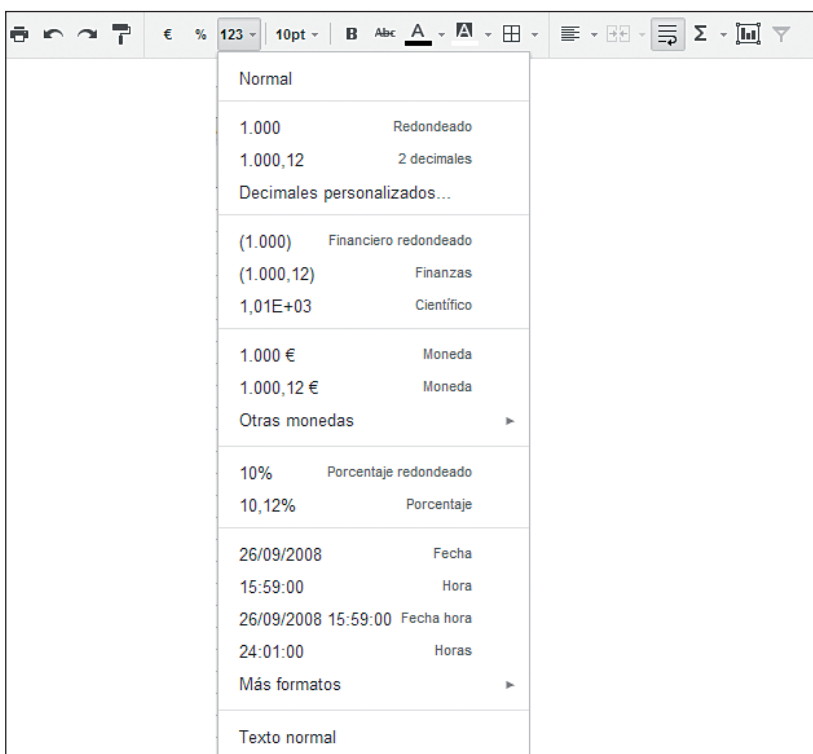 € % 123 10pt B Abc A A Σ
Normal
1.000 Redondeado
1.000,12 2 decimales
Decimales personalizados...
(1.000) Financiero redondeado
(1.000,12) Finanzas
1,01E+03 Científico
1.000 € Moneda
1.000,12 € Moneda
Otras monedas
10% Porcentaje redondeado
10,12% Porcentaje
26/09/2008 Fecha
15:59:00 Hora
26/09/2008 15:59:00 Fecha hora
24:01:00 Horas
Más formatos
Texto normal